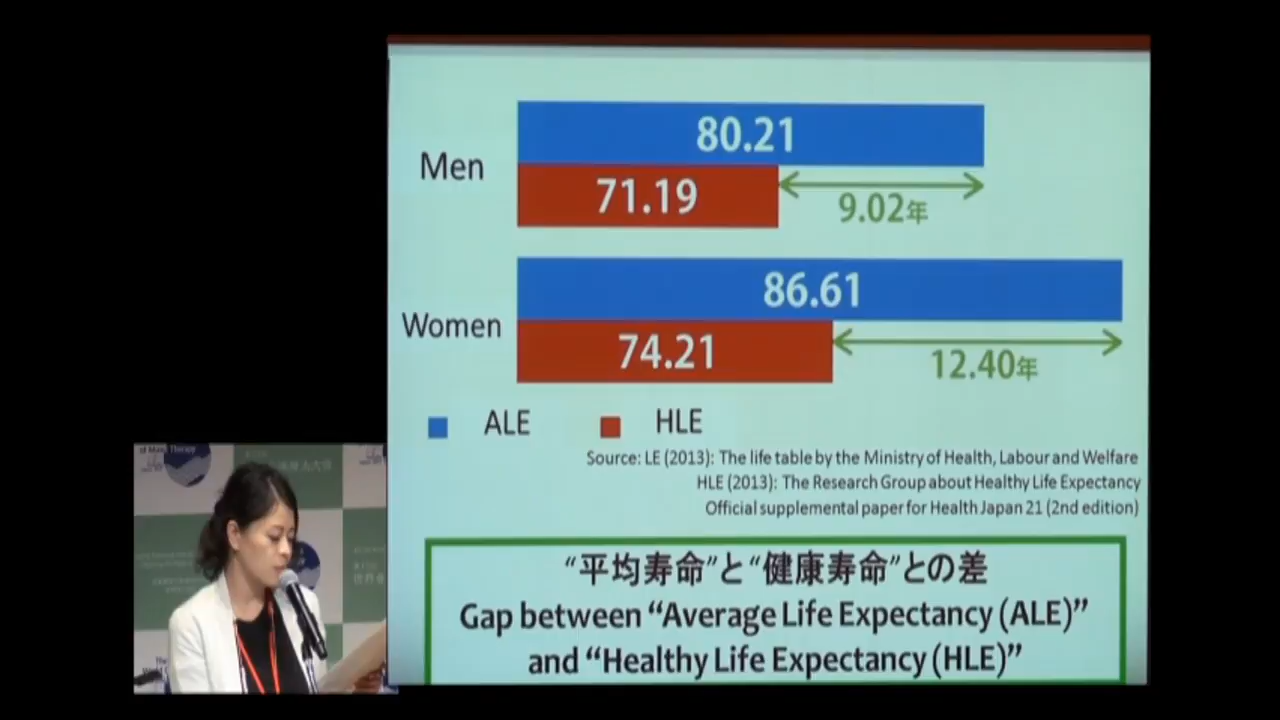 80.21
Men
71.19
9.02年
86.61
Women
74.21
12.40年
ALE
HLE
Source: LE (2013): The life table by the Ministry of Health, Labour and Welfare
HLE (2013): The Research Group about Healthy Life Expectancy
Official supplemental paper for Health Japan 21 (2nd edition)
“平均寿命”と“健康寿命”との差
Gap between “Average Life Expectancy (ALE)”
and “Healthy Life Expectancy (HLE)”
of Music Therapy